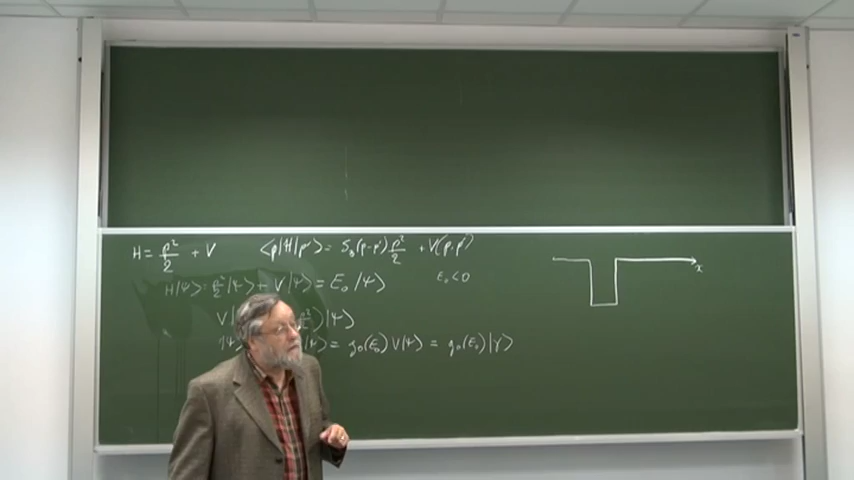 H = p²/2 + V    <p|H|p'> = δ₀(p-p') p²/2 + V(p,p')
H|ψ> = p²/2 |ψ> + V|ψ> = E₀|ψ>    E₀ < 0
V| )|ψ>
= g₀(E₀) V|ψ> = g₀(E₀)|γ>
x